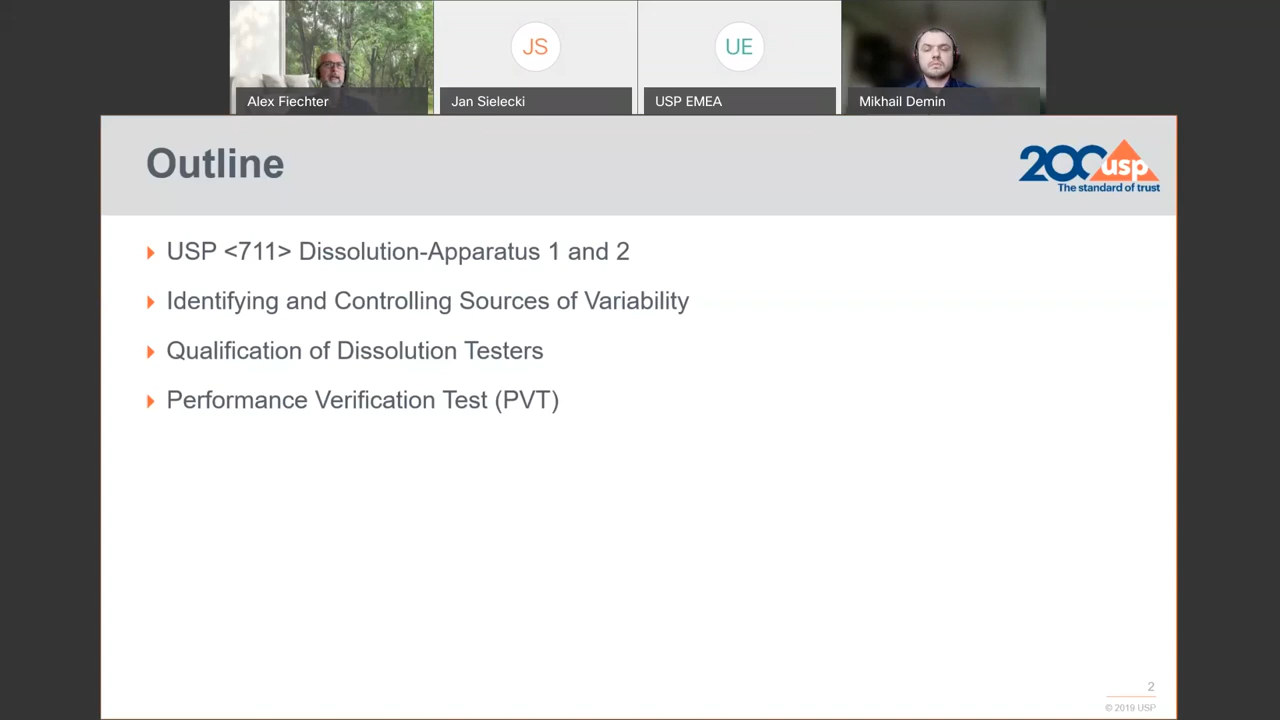 JS
UE
Alex Fiechter
Jan Sielecki
USP EMEA
Mikhail Demin
Outline
200 usp
The standard of trust
USP <711> Dissolution-Apparatus 1 and 2
Identifying and Controlling Sources of Variability
Qualification of Dissolution Testers
Performance Verification Test (PVT)
2
© 2019 USP